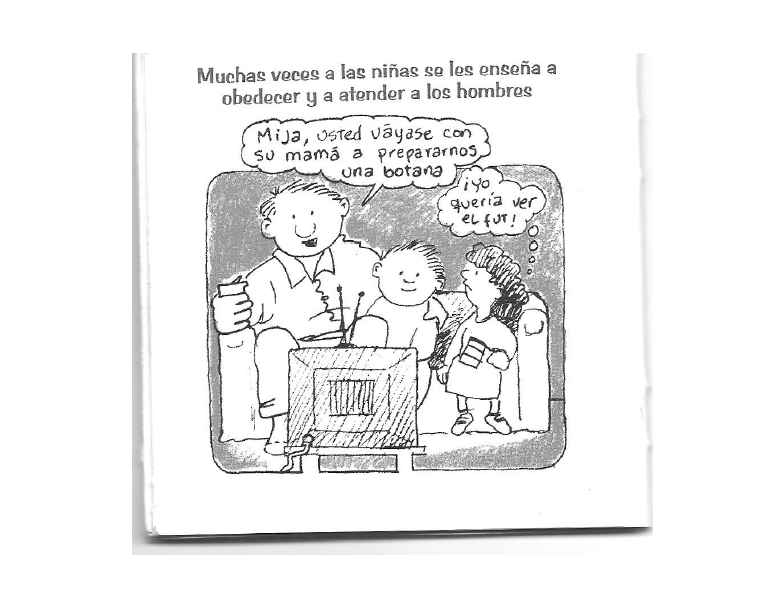 Muchas veces a las niñas se les enseña a
obedecer y a atender a los hombres
Mija, usted váyase con
su mamá a prepararnos
una botana
¡Yo
quería ver
el fut!